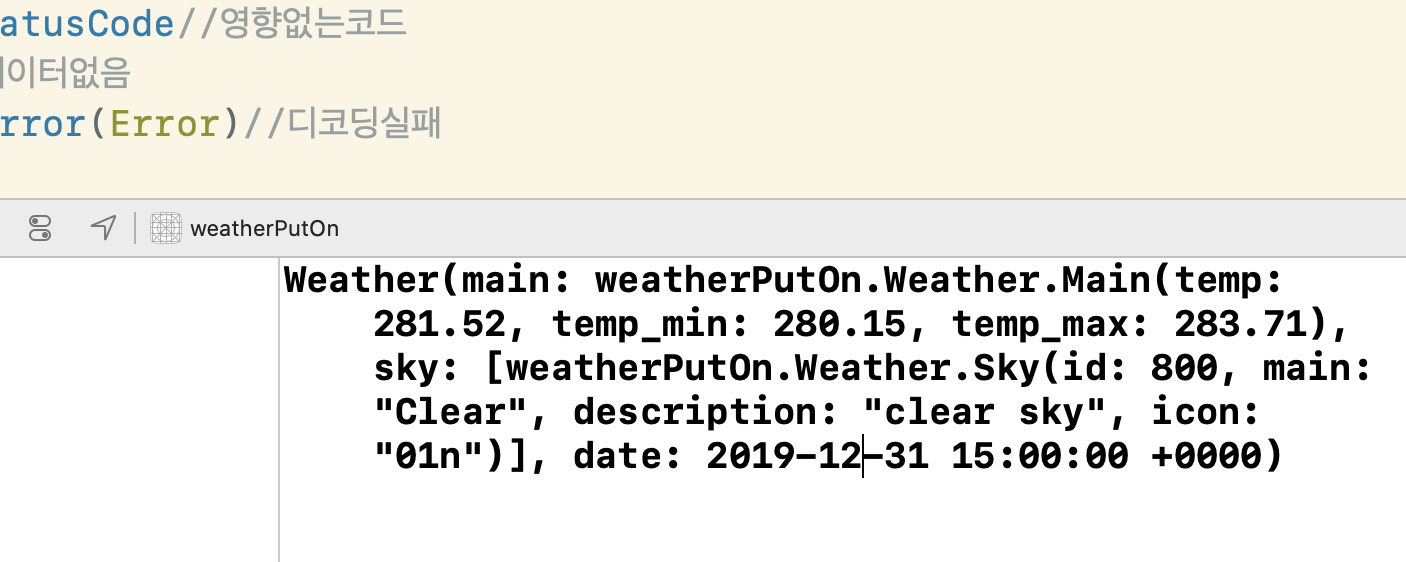 atusCode//영향없는코드
이터없음
rror(Error)//디코딩실패
weatherPutOn
Weather(main: weatherPutOn.Weather.Main(temp:
281.52, temp_min: 280.15, temp_max: 283.71),
sky: [weatherPutOn.Weather.Sky(id: 800, main:
"Clear", description: "clear sky", icon:
"01n")], date: 2019-12-31 15:00:00 +0000)